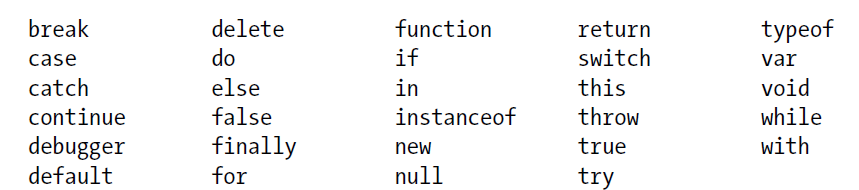 break delete function return typeof
case do if switch var
catch else in this void
continue false instanceof throw while
debugger finally new true with
default for null try